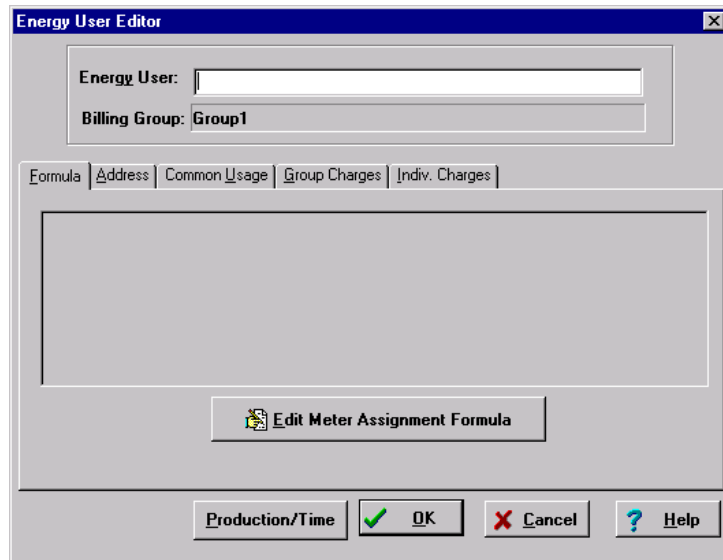 Energy User Editor
Energy User:
Billing Group: Group1
Formula Address Common Usage Group Charges Indiv. Charges
Edit Meter Assignment Formula
Production/Time OK Cancel ? Help